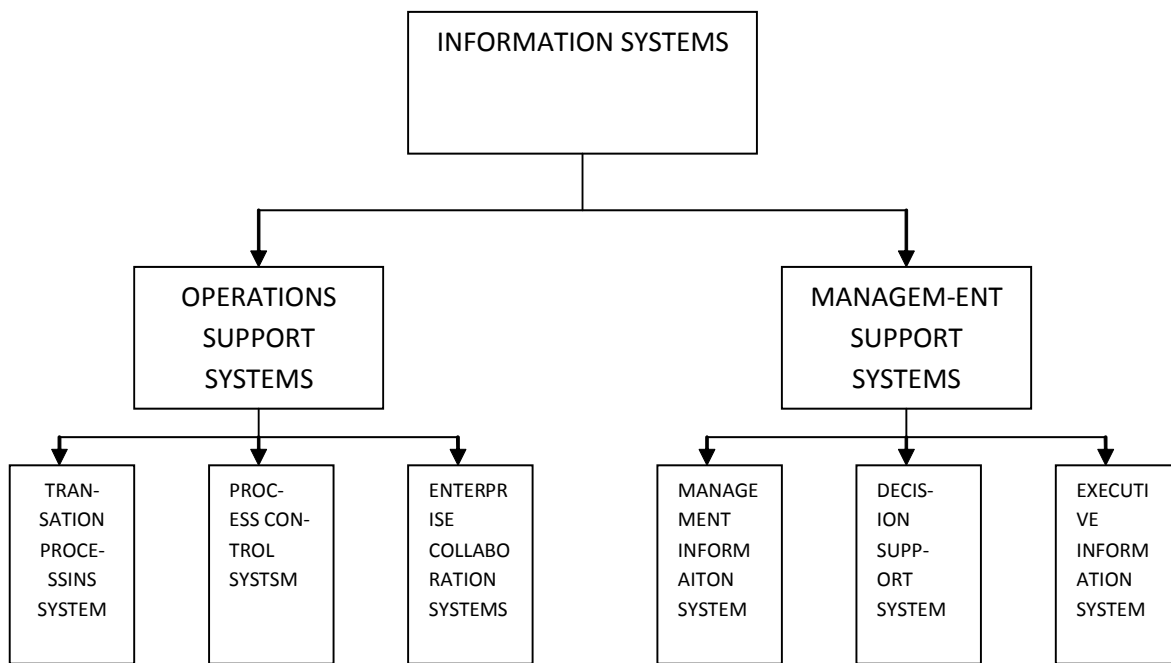 INFORMATION SYSTEMS
OPERATIONS
SUPPORT
SYSTEMS
MANAGEM-ENT
SUPPORT
SYSTEMS
TRAN-
SATION
PROCE-
SSINS
SYSTEM
PROC-
ESS CON-
TROL
SYSTSM
ENTERPR
ISE
COLLABO
RATION
SYSTEMS
MANAGE
MENT
INFORM
AITON
SYSTEM
DECIS-
ION
SUPP-
ORT
SYSTEM
EXECUTI
VE
INFORM
ATION
SYSTEM